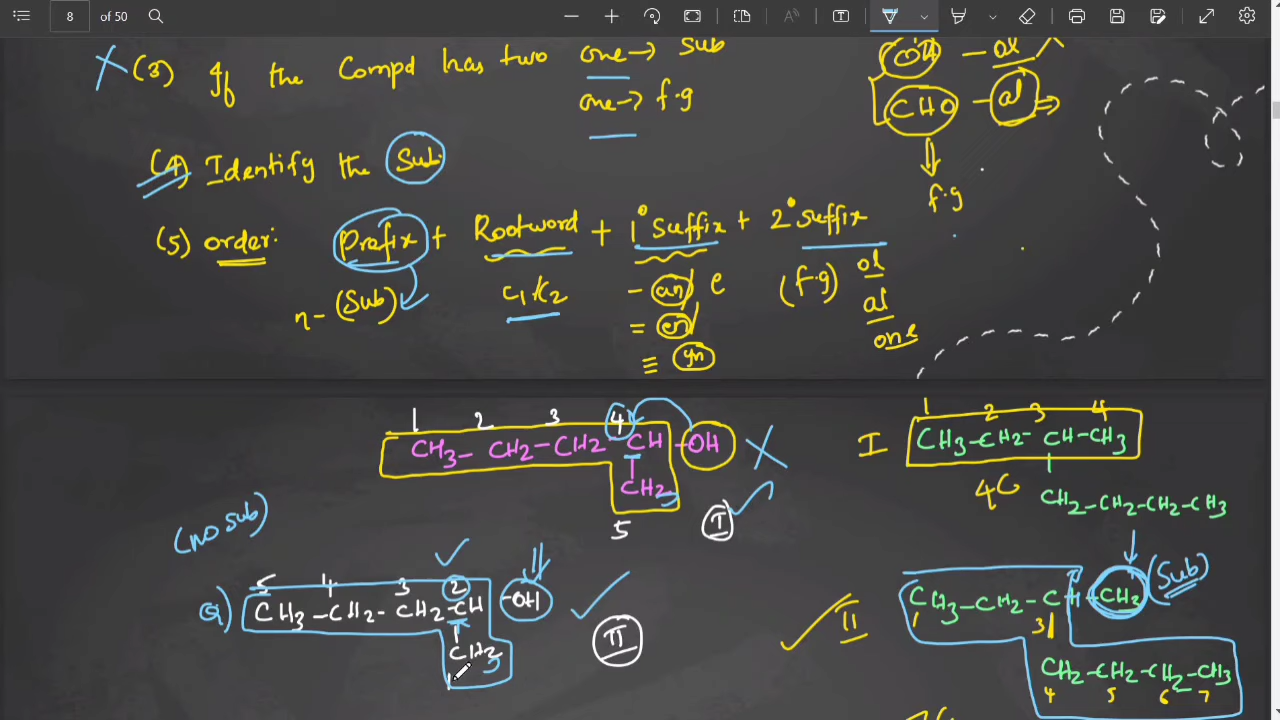 8 of 50
(3) If the Compd has two one → Sub
one → f.g
OH - ol
CHO - al
f.g
(4) Identify the Sub.
(5) order: Prefix + Rootword + 1° Suffix + 2° suffix
n- (Sub) C1/C2 - an e (f.g) ol
= en al
≡ yn one
1 2 3 4
CH3 - CH2 - CH2 - CH - OH
CH3
5
I
(no sub)
5 4 3 2
Q) CH3 - CH2 - CH2 - CH - OH
CH3
1
II
1 2 3 4
I CH3 - CH2 - CH - CH3
4C CH2 - CH2 - CH2 - CH3
II CH3 - CH2 - CH - CH3 (Sub)
1 3
CH2 - CH2 - CH2 - CH3
4 5 6 7